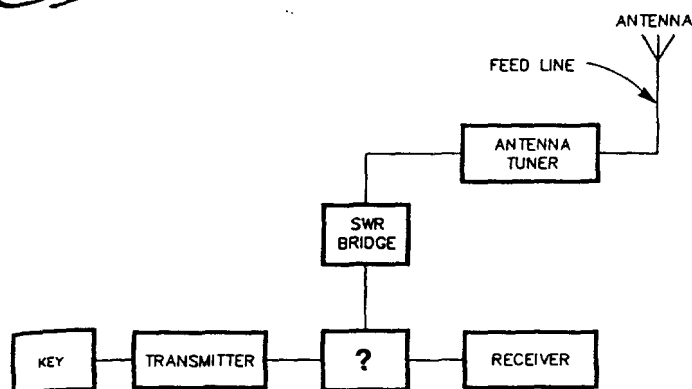 ANTENNA
FEED LINE
ANTENNA
TUNER
SWR
BRIDGE
KEY
TRANSMITTER
?
RECEIVER